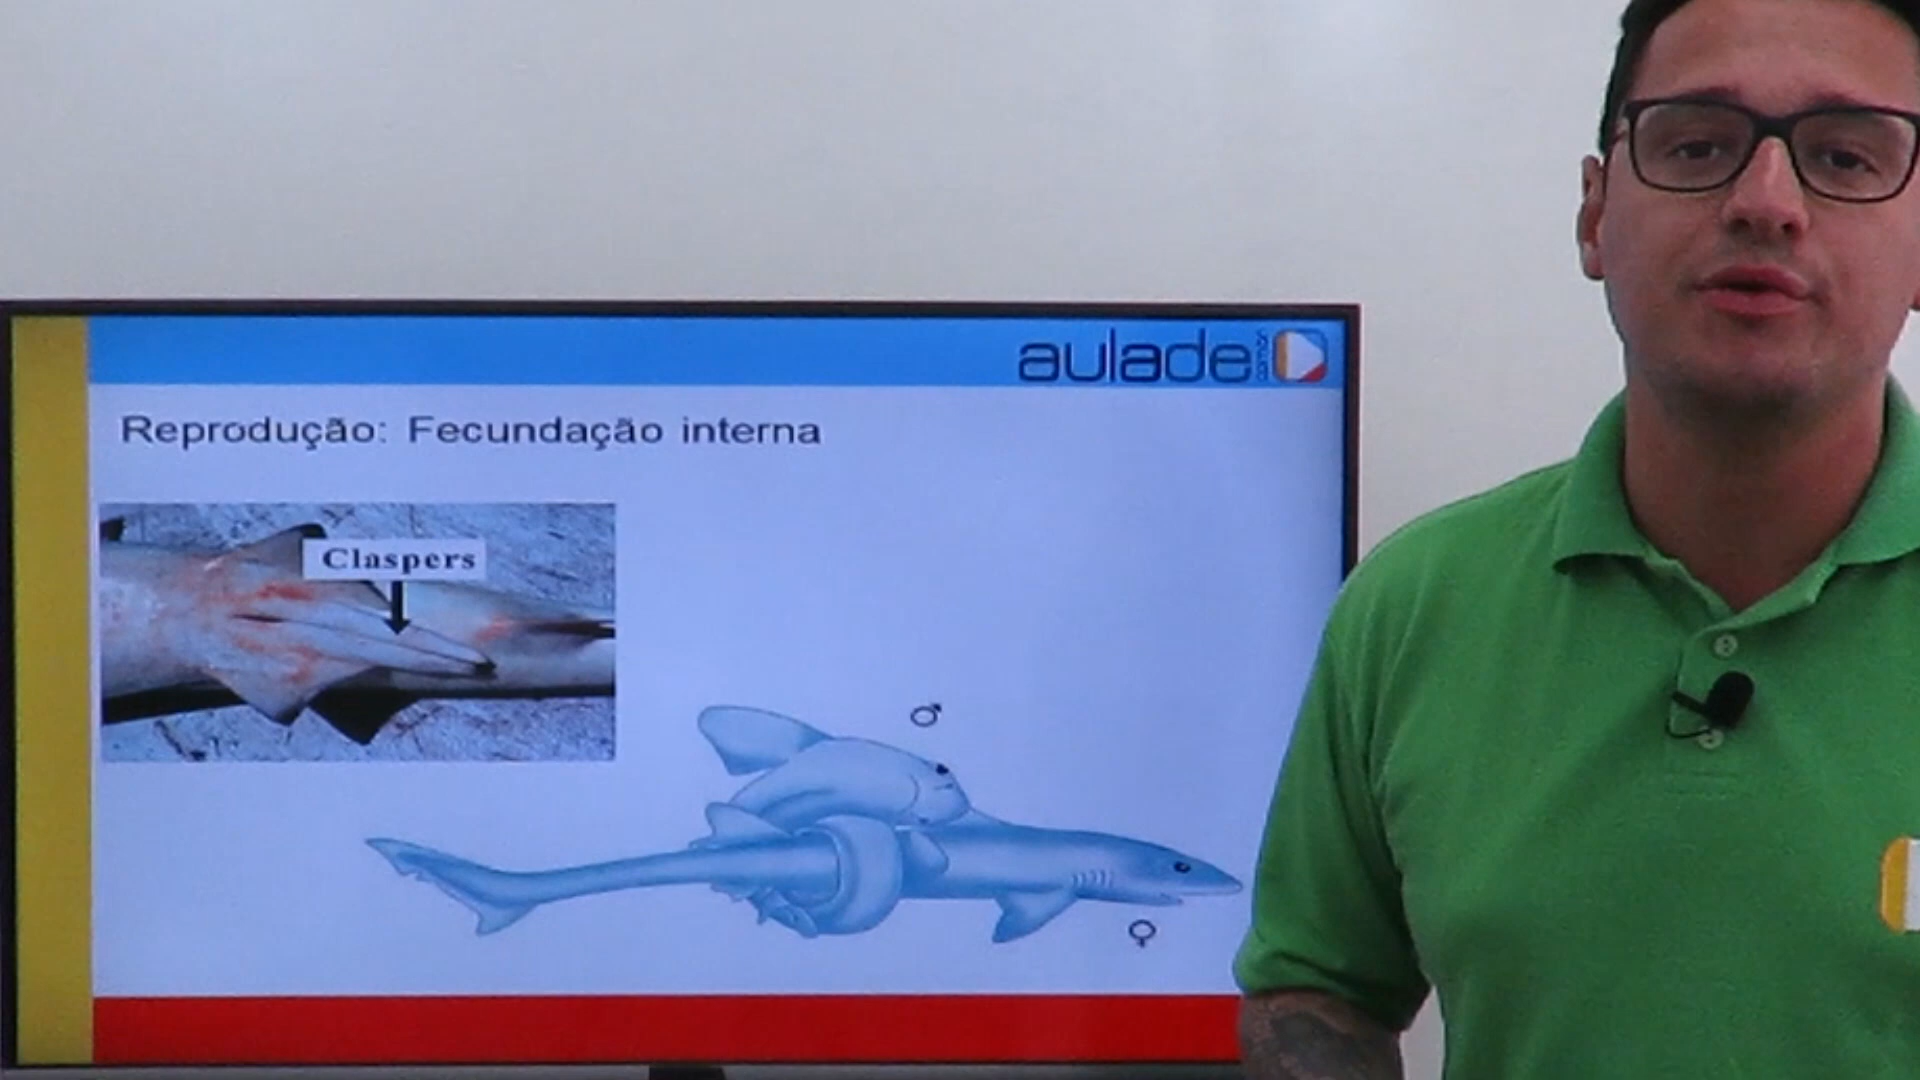 aulade
Reprodução: Fecundação interna
Claspers